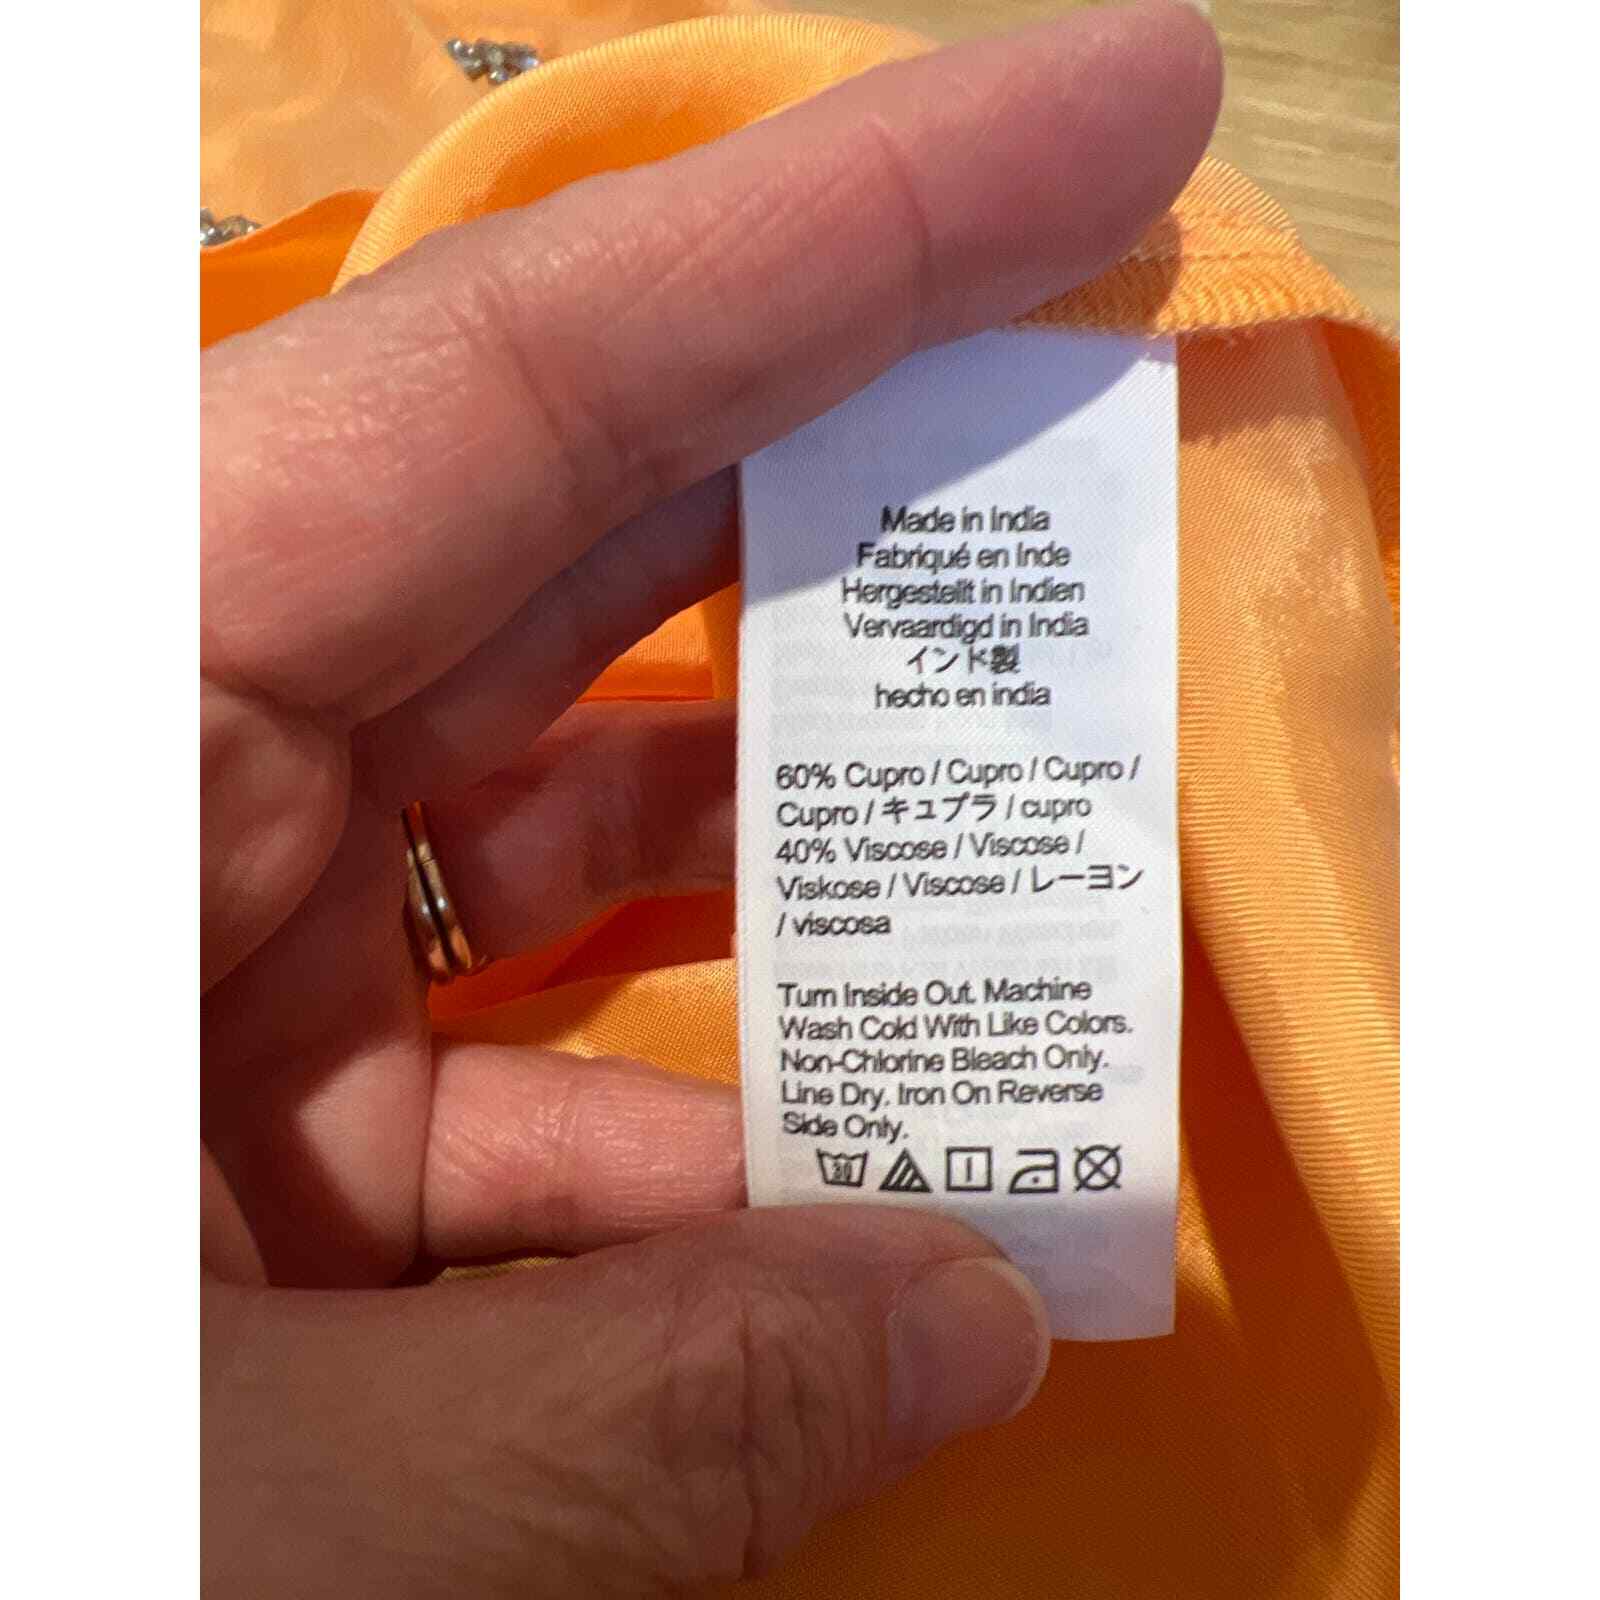 Made in India
Fabriqué en Inde
Hergestellt in Indien
Vervaardigd in India
インド製
hecho en india
60% Cupro / Cupro / Cupro /
Cupro / キュプラ / cupro
40% Viscose / Viscose /
Viskose / Viscose / レーヨン
/ viscosa
Turn Inside Out. Machine
Wash Cold With Like Colors.
Non-Chlorine Bleach Only.
Line Dry. Iron On Reverse
Side Only.
30